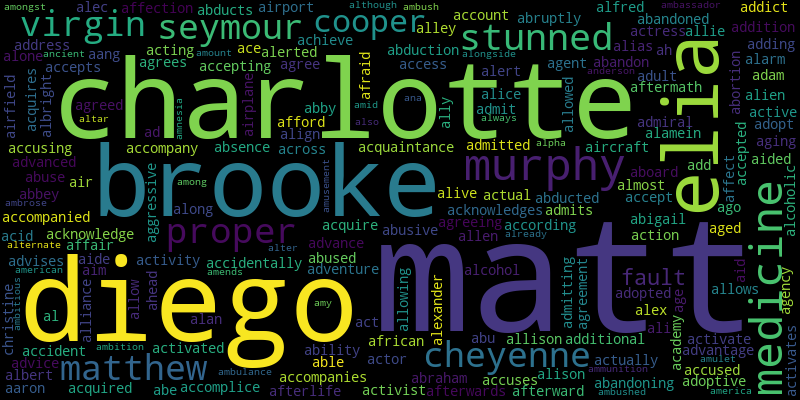 amongst alec affection abducts airport although ambush alfred abandoned ambassador addict
virgin seymour cooper account abruptly actress allie addition
address acting ace alerted achieve alley stunned alias ah adding
alone ancient aang agrees accepting amount agree abduction alongside agent abandon alarm
accepts afraid access alert anderson adult abortion adam
airfield acquires albright charlotte airplane abby amid ana alice allowed aftermath elia alien
agreed amnesia afford also ally admit always admiral active
altar ad align admitted alpha aircraft alamein accepted adopt
accusing accompany absence across acquaintance aging
advanced brooke murphy add aided
abuse aggressive among amusement aboard affect alcoholic
abbey air alive actual abducted almost accept
ambrose along acknowledges admits ago
accompanied proper acquire abusive according abigail medicine
acid acknowledge agreeing allen already matt action aged
alternate affair alter advance
advises aide accidentally amends abused allowing alcohol admitting agreement fault aid agency
american aim activity adventure alexander allows
christine ambitious alliance allow ahead diego amy adopted age
al alan act african abu allison additional alex ali academy activate activates
accident ambition activated ability actor cheyenne actually advantage amulet
advice matthew able
albert ambulance accompanies abraham accuses alison ammunition accused
aaron acquired abe accomplice afterlife activist afterwards afterward abandoning ambushed adoptive america